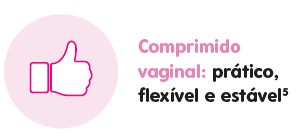 Comprimido
vaginal: prático,
flexível e estável⁵